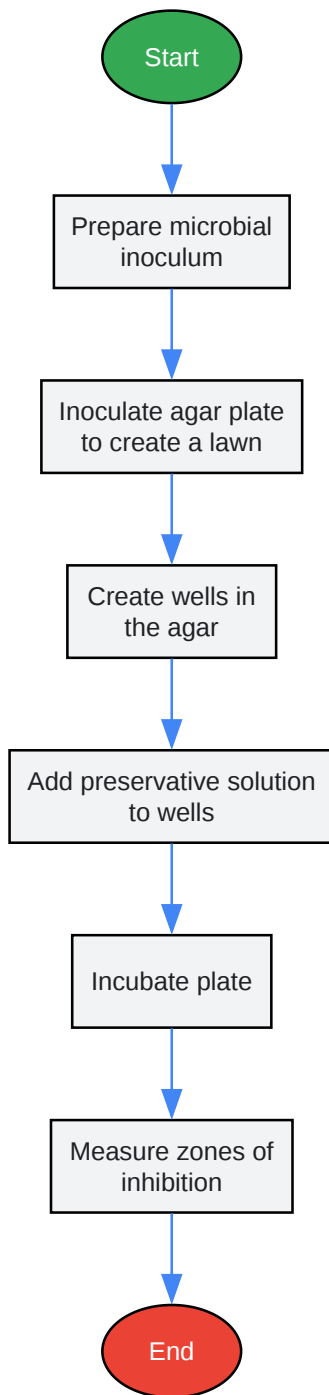 Start
Prepare microbial
inoculum
Inoculate agar plate
to create a lawn
Create wells in
the agar
Add preservative solution
to wells
Incubate plate
Measure zones of
inhibition
End